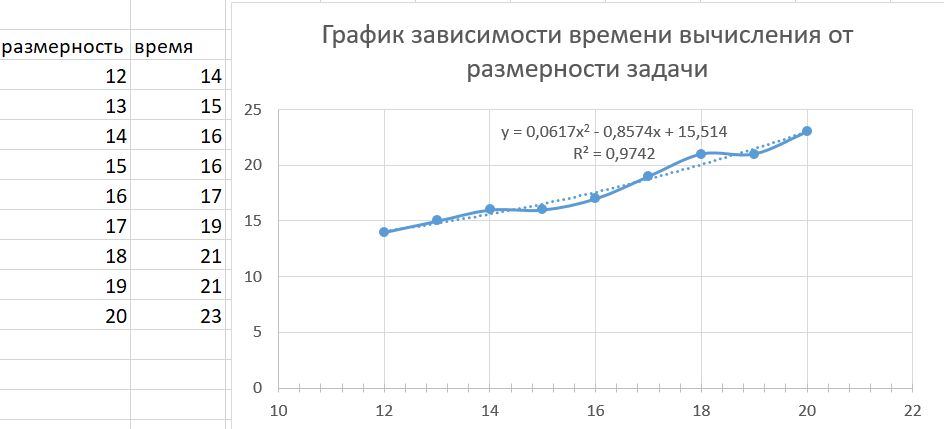 График зависимости времени вычисления от
размерности задачи
размерность время
12 14
13 15
14 16
15 16
16 17
17 19
18 21
19 21
20 23
y = 0,0617x² - 0,8574x + 15,514
R² = 0,9742
25
20
15
10
5
0
10 12 14 16 18 20 22